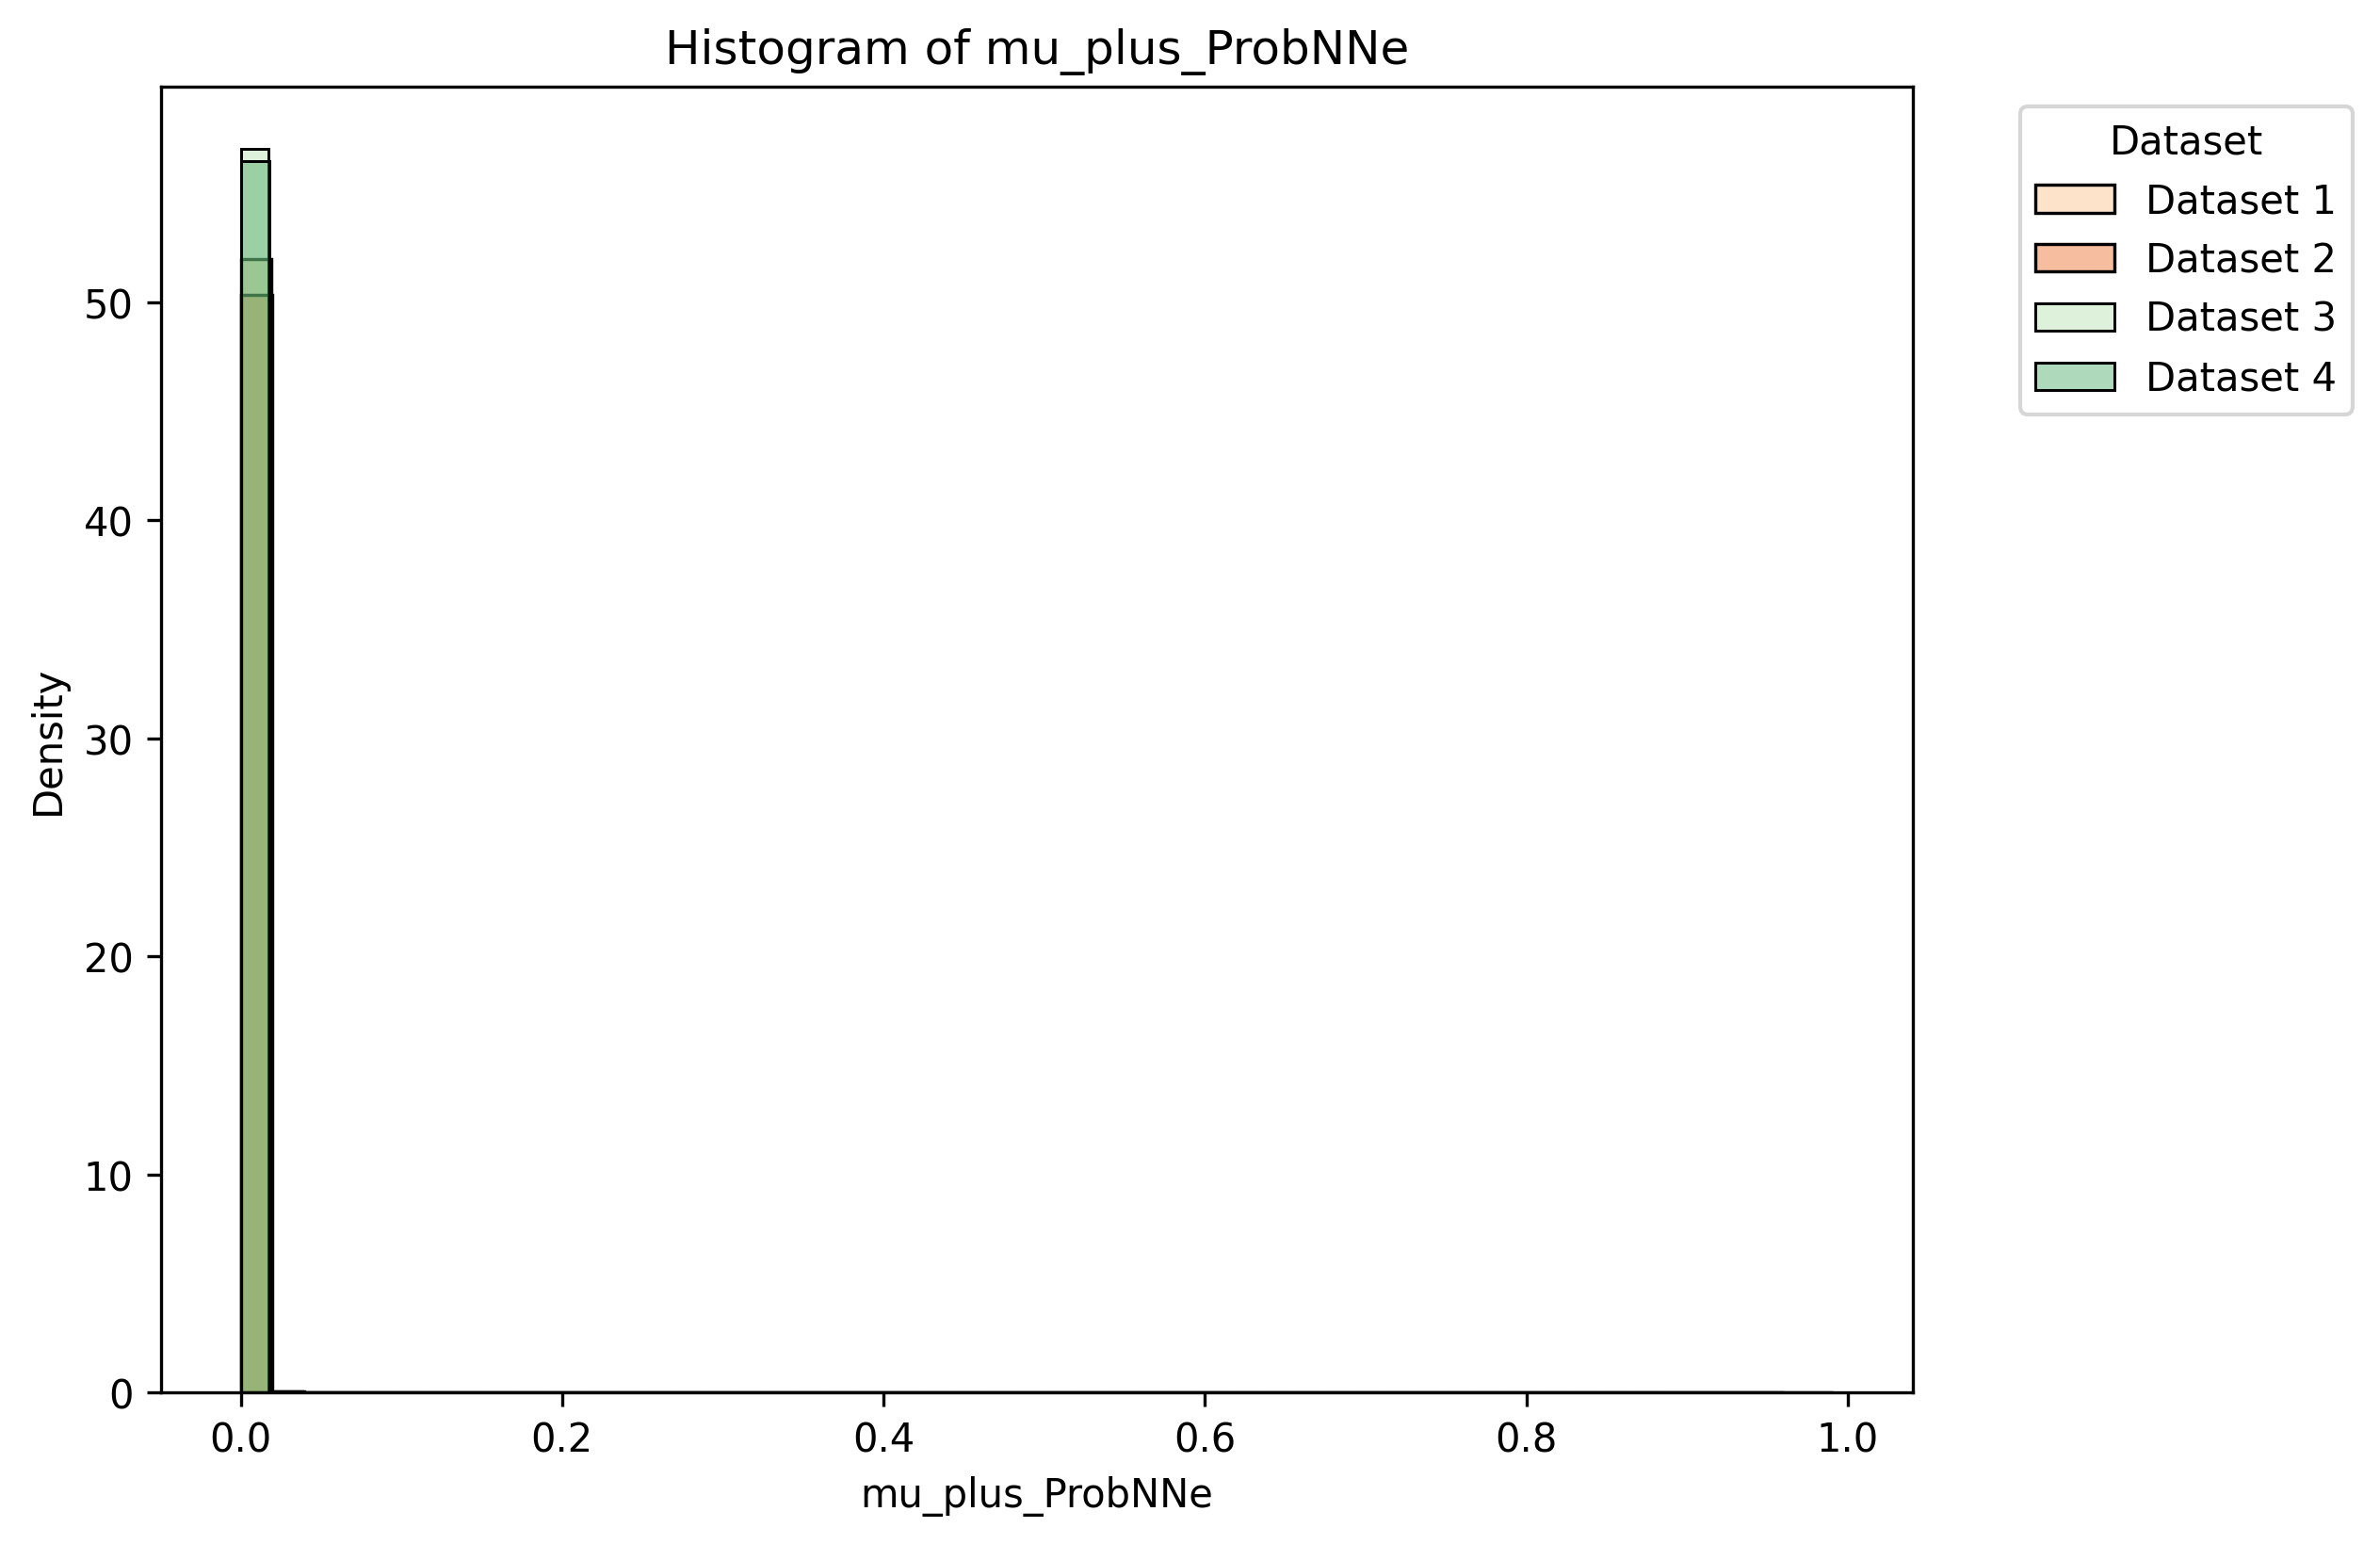 Histogram of mu_plus_ProbNNe
Dataset
Dataset 1
Dataset 2
Dataset 3
Dataset 4
Density
50
40
30
20
10
0
0.0 0.2 0.4 0.6 0.8 1.0
mu_plus_ProbNNe